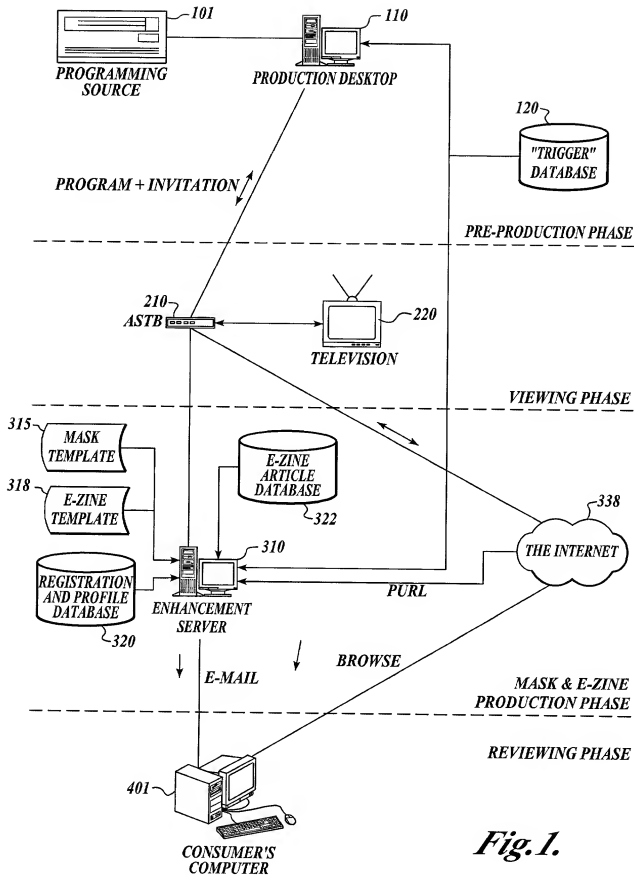 101
110
PROGRAMMING
SOURCE
PRODUCTION DESKTOP
120
"TRIGGER"
DATABASE
PROGRAM + INVITATION
PRE-PRODUCTION PHASE
210
ASTB
220
TELEVISION
VIEWING PHASE
315
MASK
TEMPLATE
318
E-ZINE
TEMPLATE
E-ZINE
ARTICLE
DATABASE
322
338
THE INTERNET
310
REGISTRATION
AND PROFILE
DATABASE
320
PURL
ENHANCEMENT
SERVER
BROWSE
E-MAIL
MASK & E-ZINE
PRODUCTION PHASE
REVIEWING PHASE
401
CONSUMER'S
COMPUTER
Fig.1.